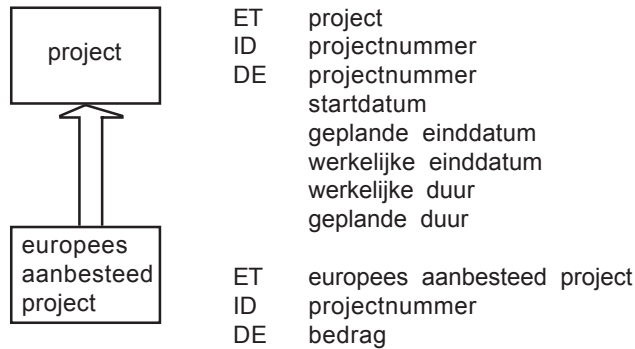 project
europees
aanbesteed
project
ET project
ID projectnummer
DE projectnummer
startdatum
geplande einddatum
werkelijke einddatum
werkelijke duur
geplande duur
ET europees aanbesteed project
ID projectnummer
DE bedrag